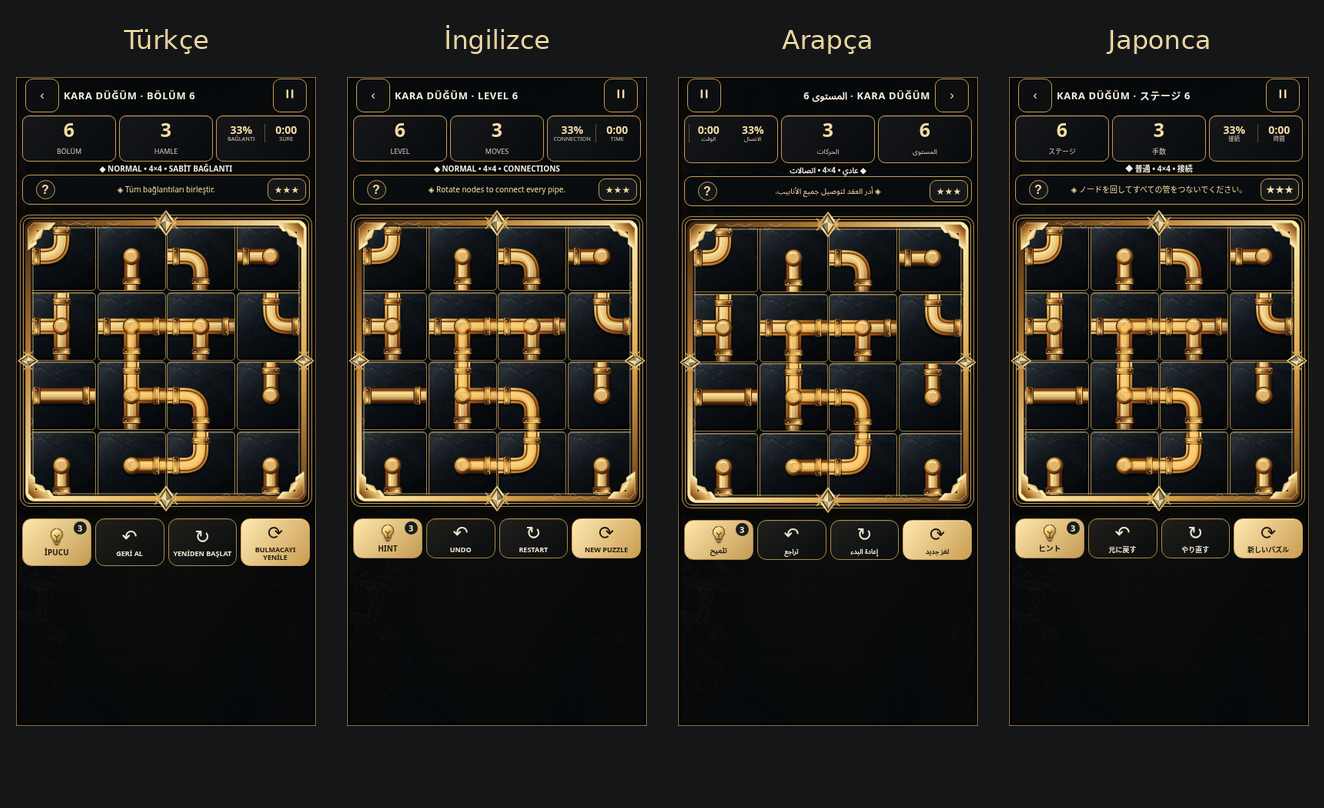 Türkçe
‹ KARA DÜĞÜM · BÖLÜM 6
6
BÖLÜM
3
HAMLE
33%
BAĞLANTI
0:00
SÜRE
◆ NORMAL • 4×4 • SABİT BAĞLANTI
?
◈ Tüm bağlantıları birleştir.
★★★
3
İPUCU
GERİ AL
YENİDEN BAŞLAT
BULMACAYI
YENİLE
İngilizce
‹ KARA DÜĞÜM · LEVEL 6
6
LEVEL
3
MOVES
33%
CONNECTION
0:00
TIME
◆ NORMAL • 4×4 • CONNECTIONS
?
◈ Rotate nodes to connect every pipe.
★★★
3
HINT
UNDO
RESTART
NEW PUZZLE
Arapça
KARA DÜĞÜM · المستوى 6
6
المستوى
3
الحركات
33%
الاتصال
0:00
الوقت
◆ عادي • 4×4 • اتصالات
?
◈ أدر العقد لتوصيل جميع الأنابيب.
★★★
3
تلميح
تراجع
إعادة البدء
لغز جديد
Japonca
‹ KARA DÜĞÜM · ステージ 6
6
ステージ
3
手数
33%
接続
0:00
時間
◆ 普通 • 4×4 • 接続
?
◈ ノードを回してすべての管をつないでください。
★★★
3
ヒント
元に戻す
やり直す
新しいパズル